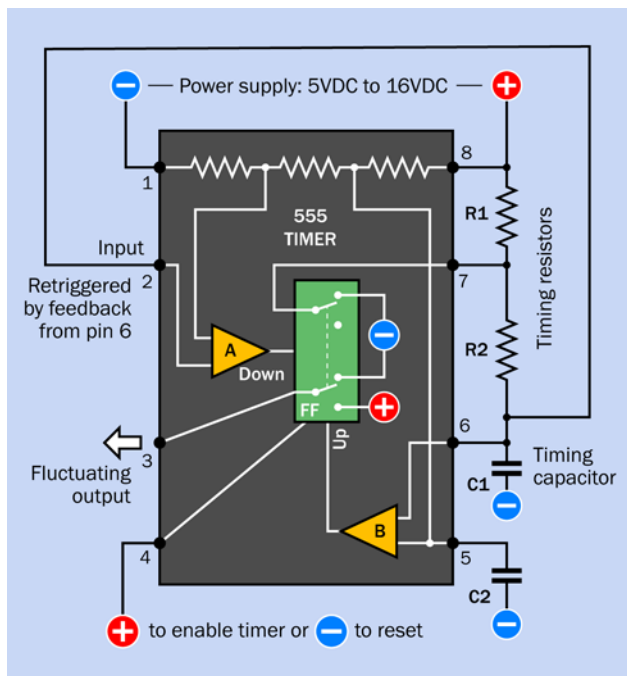 Power supply: 5VDC to 16VDC
1
8
R1
555
TIMER
Timing resistors
Input
2
7
Retriggered
by feedback
from pin 6
A
Down
R2
FF
Up
6
3
Fluctuating
output
C1
Timing
capacitor
B
4
5
C2
to enable timer or
to reset